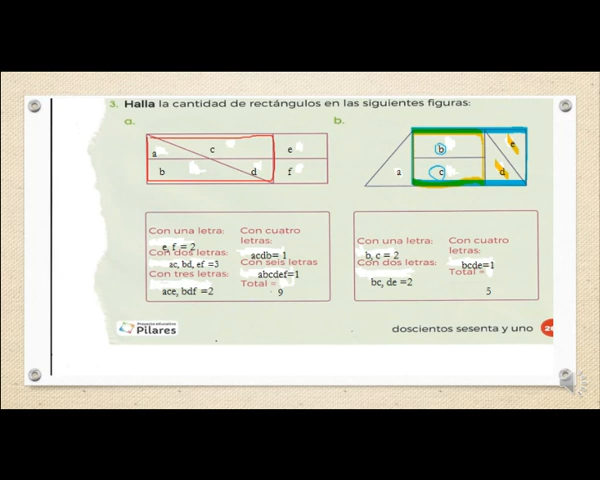 3. Halla la cantidad de rectángulos en las siguientes figuras:
a.
b.
a
c
e
b
d
f
b
e
a
c
d
Con una letra:
e, f = 2
Con dos letras:
ac, bd, ef =3
Con tres letras:
ace, bdf =2
Con cuatro
letras:
acdb= 1
Con seis letras
abcdef=1
Total =
9
Con una letra:
b, c = 2
Con dos letras:
bc, de =2
Con cuatro
letras:
bcde=1
Total =
5
Pilares
doscientos sesenta y uno